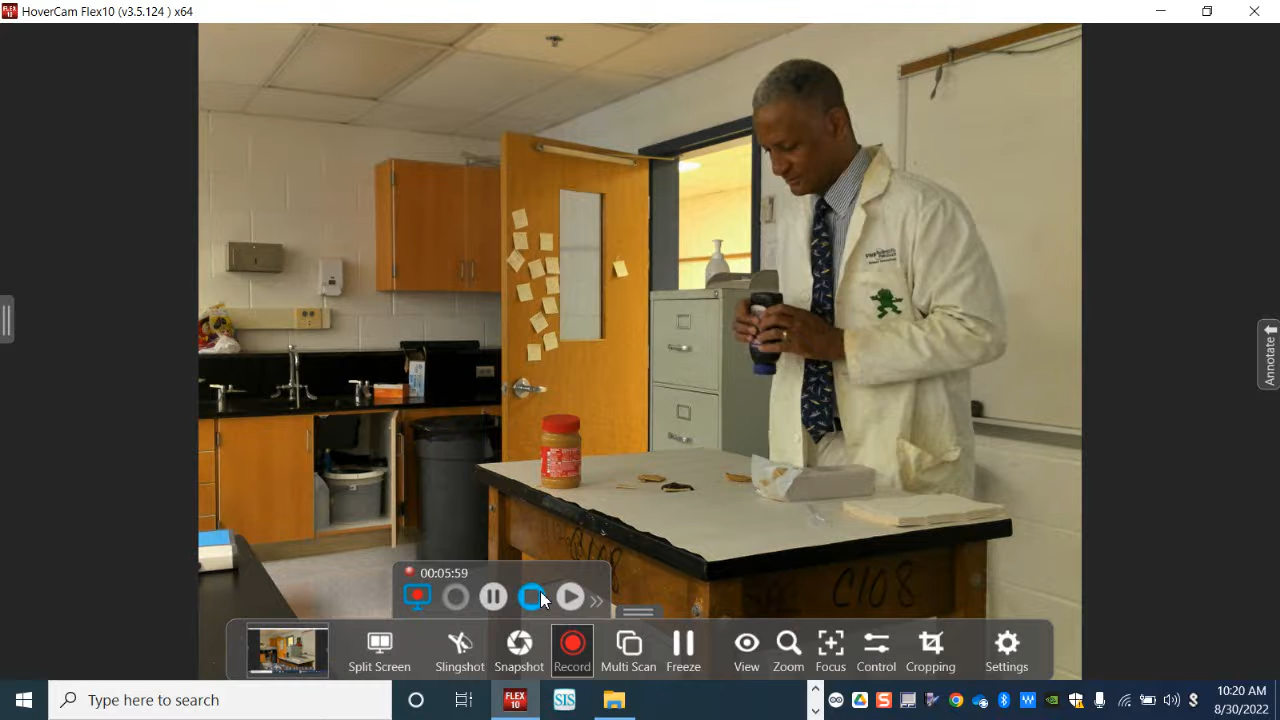 HoverCam Flex10 (v3.5.124 ) x64
Annotate
C108
C108
00:05:59
Split Screen
Slingshot
Snapshot
Record
Multi Scan
Freeze
View
Zoom
Focus
Control
Cropping
Settings
Type here to search
FLEX
10
SIS
10:20 AM
8/30/2022